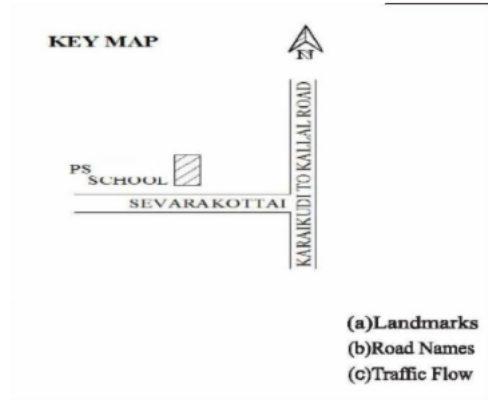 KEY MAP
N
PS
SCHOOL
SEVARAKOTTAI
KARAIKUDI TO KALLAL ROAD
(a)Landmarks
(b)Road Names
(c)Traffic Flow